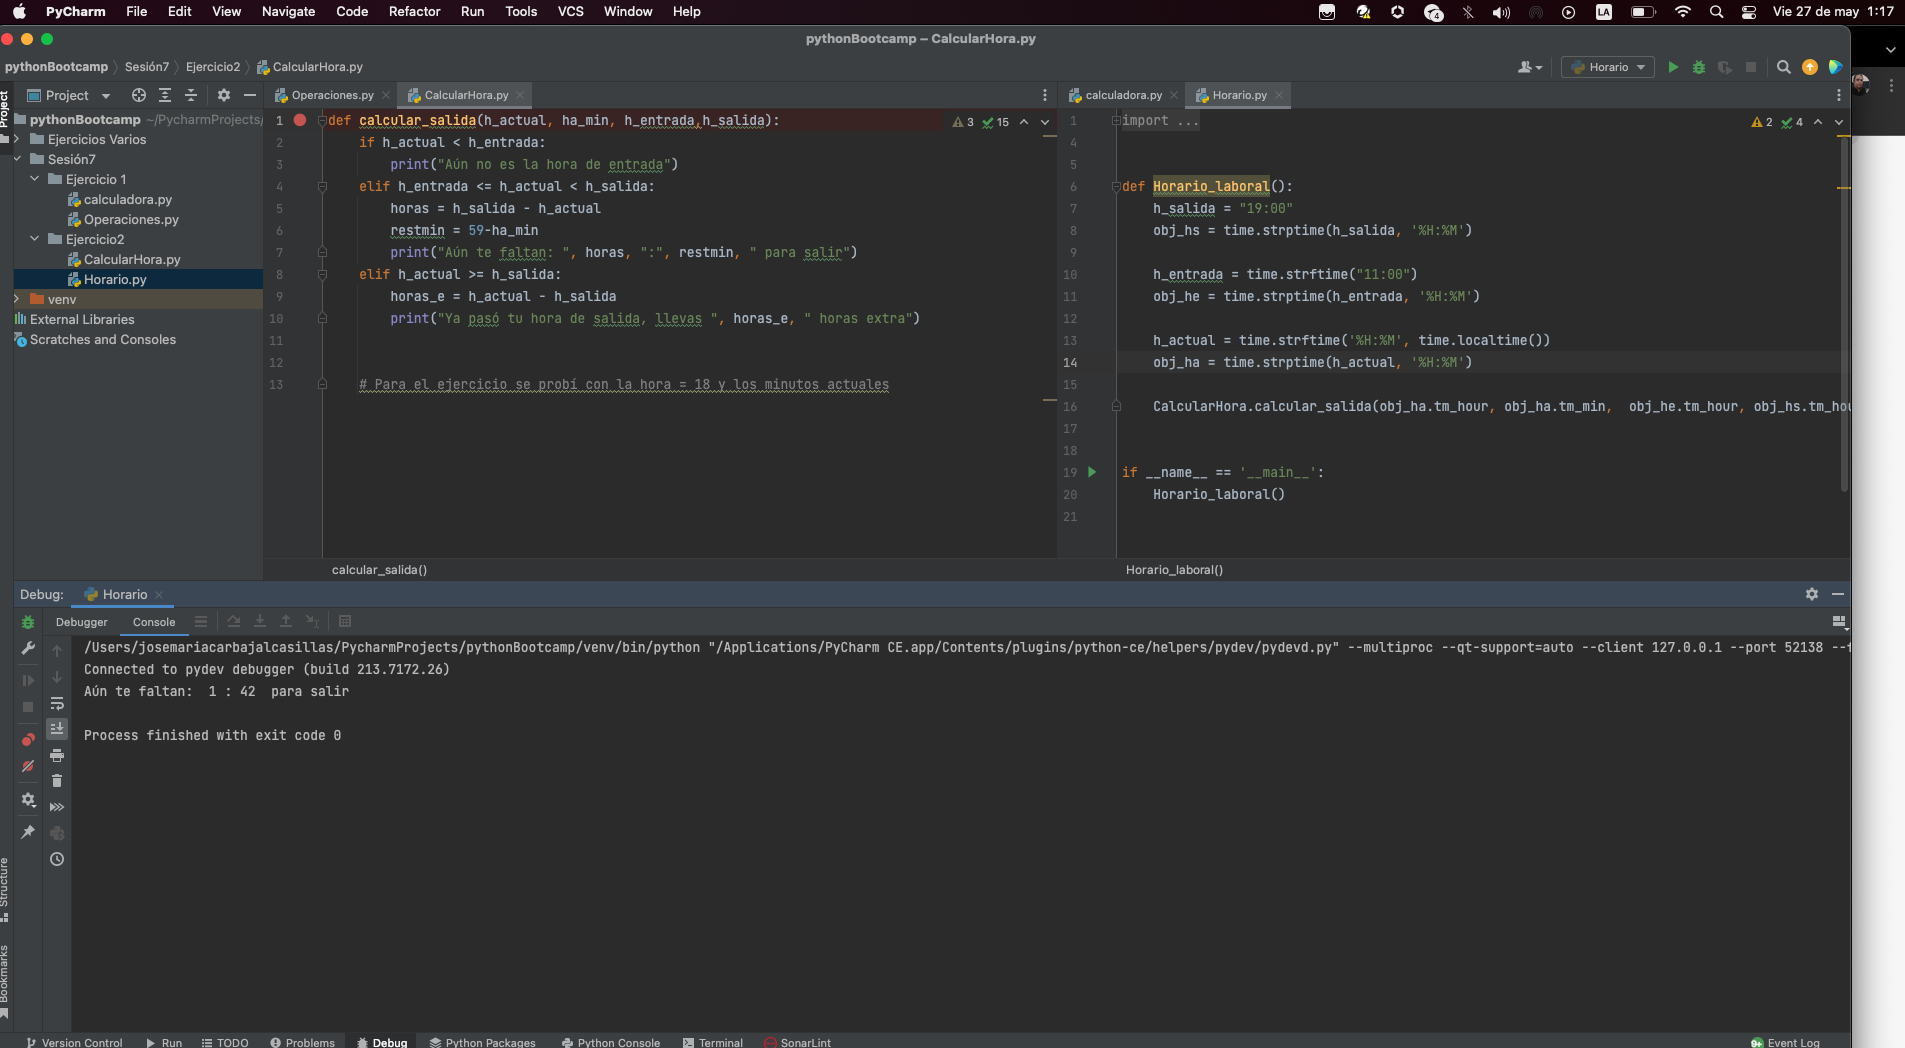 PyCharm File Edit View Navigate Code Refactor Run Tools VCS Window Help 4 LA Vie 27 de may 1:17
pythonBootcamp – CalcularHora.py
pythonBootcamp Sesión7 Ejercicio2 CalcularHora.py Horario
Project Operaciones.py CalcularHora.py calculadora.py Horario.py
Project
pythonBootcamp ~/PycharmProjects/
Ejercicios Varios
Sesión7
Ejercicio 1
calculadora.py
Operaciones.py
Ejercicio2
CalcularHora.py
Horario.py
venv
External Libraries
Scratches and Consoles
3 15
1 def calcular_salida(h_actual, ha_min, h_entrada,h_salida):
2 if h_actual < h_entrada:
3 print("Aún no es la hora de entrada")
4 elif h_entrada <= h_actual < h_salida:
5 horas = h_salida - h_actual
6 restmin = 59-ha_min
7 print("Aún te faltan: ", horas, ":", restmin, " para salir")
8 elif h_actual >= h_salida:
9 horas_e = h_actual - h_salida
10 print("Ya pasó tu hora de salida, llevas ", horas_e, " horas extra")
11
12
13 # Para el ejercicio se probí con la hora = 18 y los minutos actuales
calcular_salida()
2 4
1 import ...
4
5
6 def Horario_laboral():
7 h_salida = "19:00"
8 obj_hs = time.strptime(h_salida, '%H:%M')
9
10 h_entrada = time.strftime("11:00")
11 obj_he = time.strptime(h_entrada, '%H:%M')
12
13 h_actual = time.strftime('%H:%M', time.localtime())
14 obj_ha = time.strptime(h_actual, '%H:%M')
15
16 CalcularHora.calcular_salida(obj_ha.tm_hour, obj_ha.tm_min, obj_he.tm_hour, obj_hs.tm_hou
17
18
19 if __name__ == '__main__':
20 Horario_laboral()
21
Horario_laboral()
Debug: Horario
Debugger Console
/Users/josemariacarbajalcasillas/PycharmProjects/pythonBootcamp/venv/bin/python "/Applications/PyCharm CE.app/Contents/plugins/python-ce/helpers/pydev/pydevd.py" --multiproc --qt-support=auto --client 127.0.0.1 --port 52138 --f
Connected to pydev debugger (build 213.7172.26)
Aún te faltan: 1 : 42 para salir
Process finished with exit code 0
Structure
Bookmarks
Version Control Run TODO Problems Debug Python Packages Python Console Terminal SonarLint 9+ Event Log